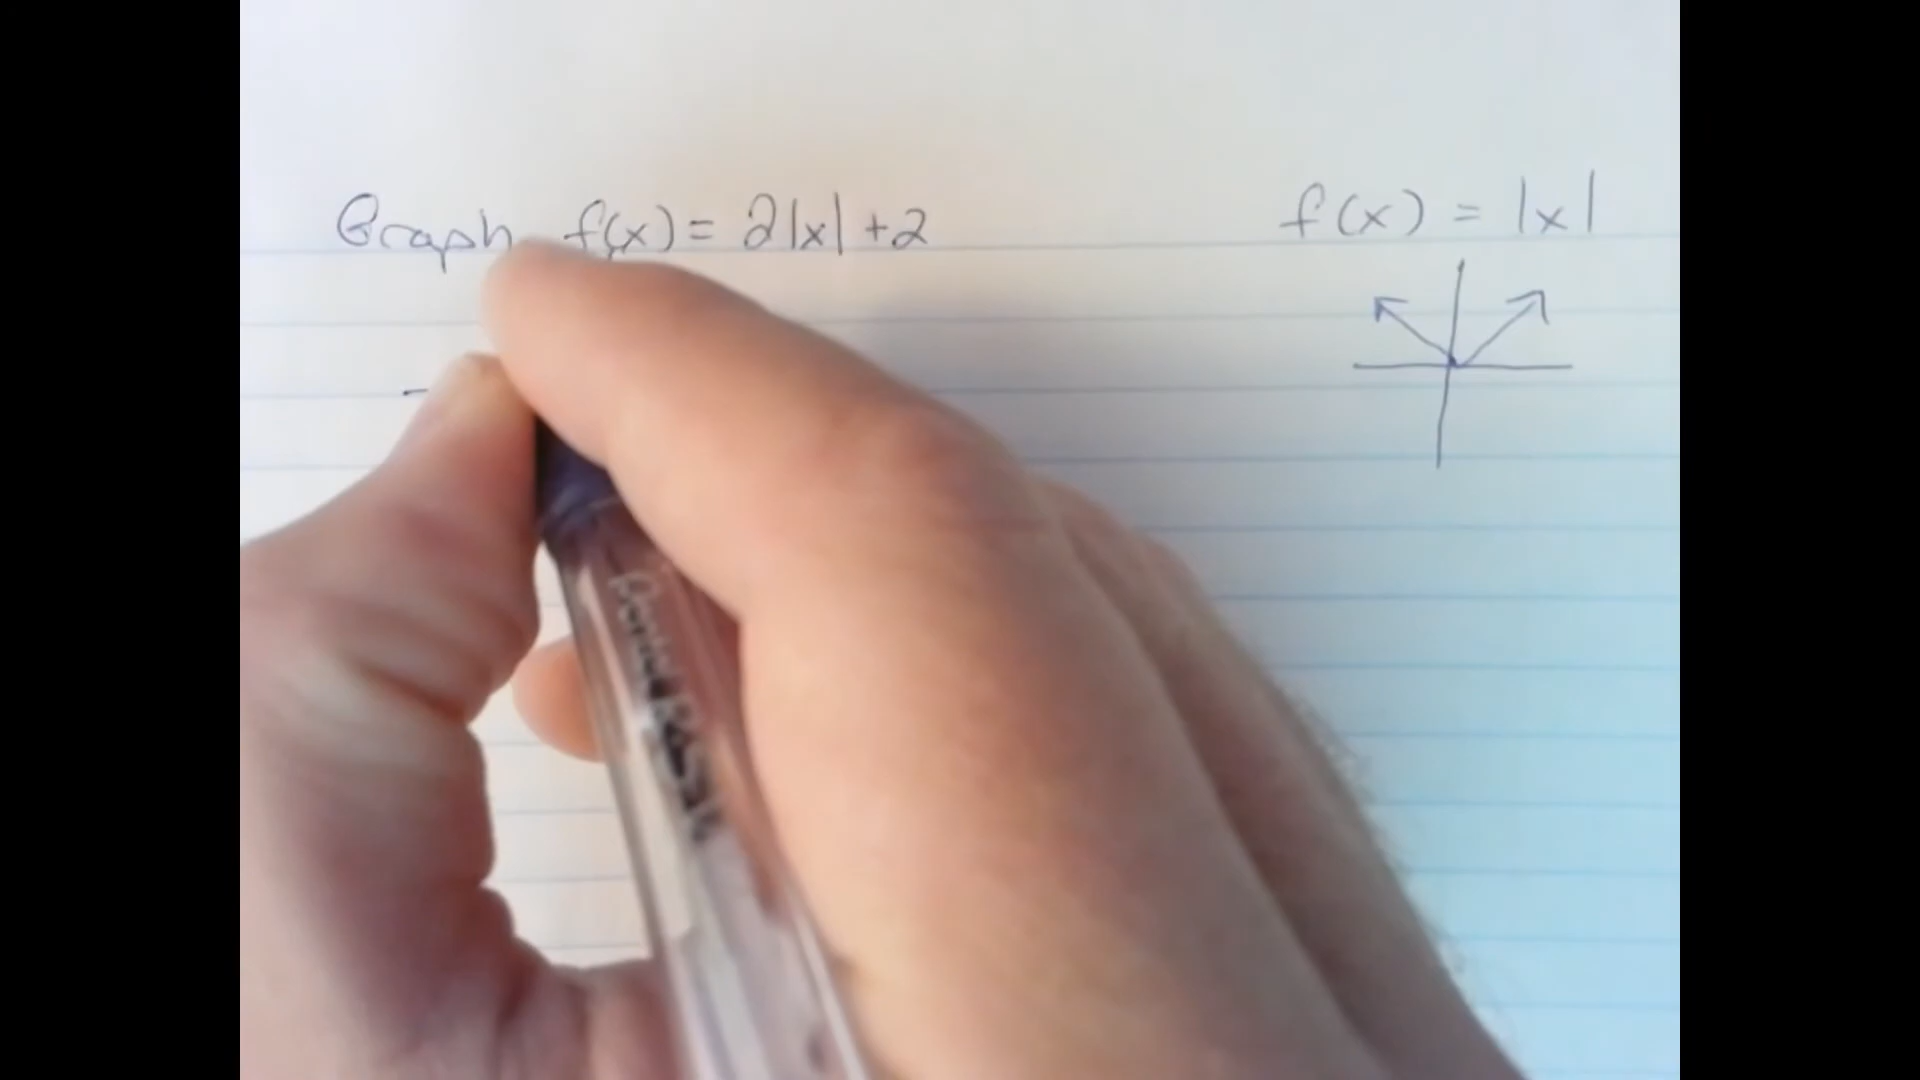 Graph f(x) = 2|x| + 2
f(x) = |x|